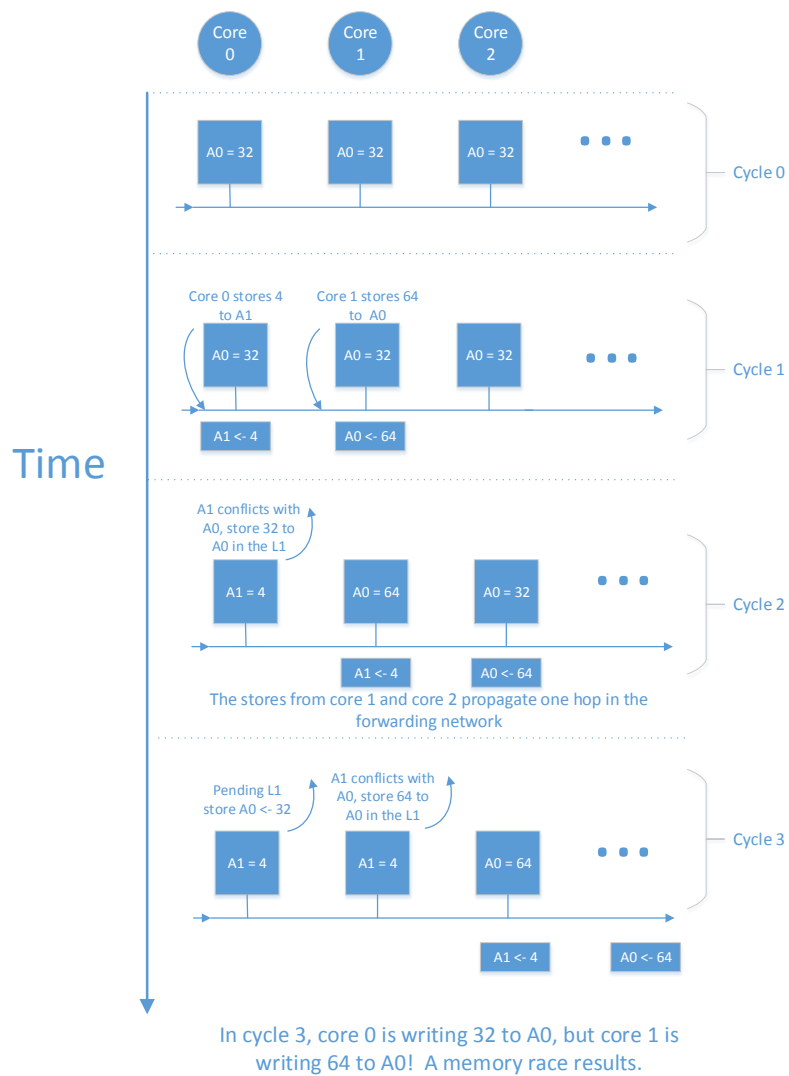 Core
0
Core
1
Core
2
A0 = 32
A0 = 32
A0 = 32
Cycle 0
Core 0 stores 4
to A1
Core 1 stores 64
to A0
A0 = 32
A0 = 32
A0 = 32
Cycle 1
A1 <- 4
A0 <- 64
Time
A1 conflicts with
A0, store 32 to
A0 in the L1
A1 = 4
A0 = 64
A0 = 32
Cycle 2
A1 <- 4
A0 <- 64
The stores from core 1 and core 2 propagate one hop in the
forwarding network
Pending L1
store A0 <- 32
A1 conflicts with
A0, store 64 to
A0 in the L1
A1 = 4
A1 = 4
A0 = 64
Cycle 3
A1 <- 4
A0 <- 64
In cycle 3, core 0 is writing 32 to A0, but core 1 is
writing 64 to A0! A memory race results.